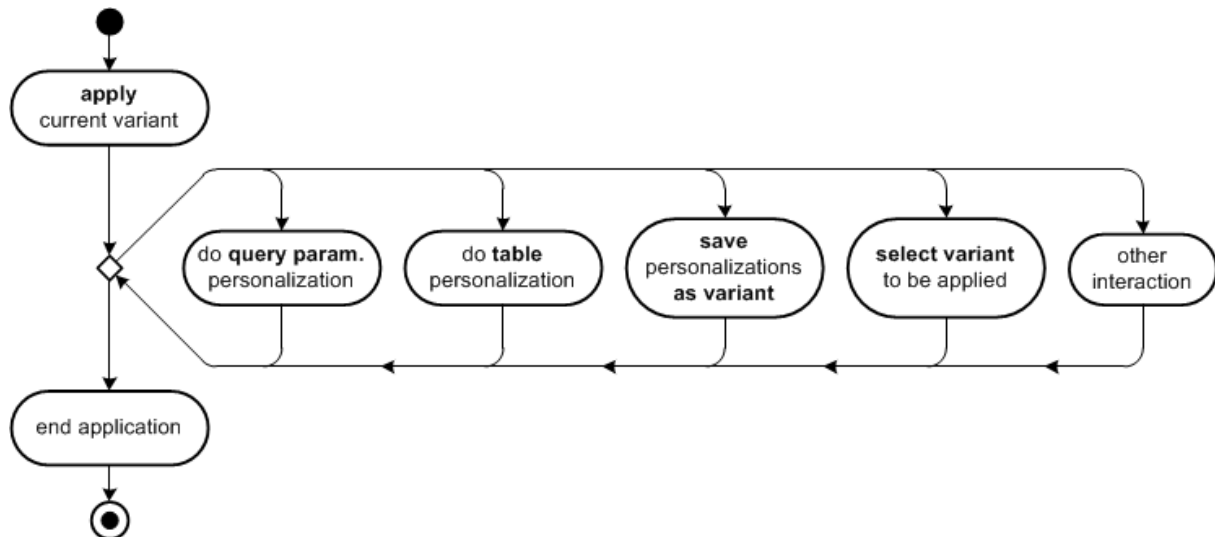 apply
current variant
do query param.
personalization
do table
personalization
save
personalizations
as variant
select variant
to be applied
other
interaction
end application